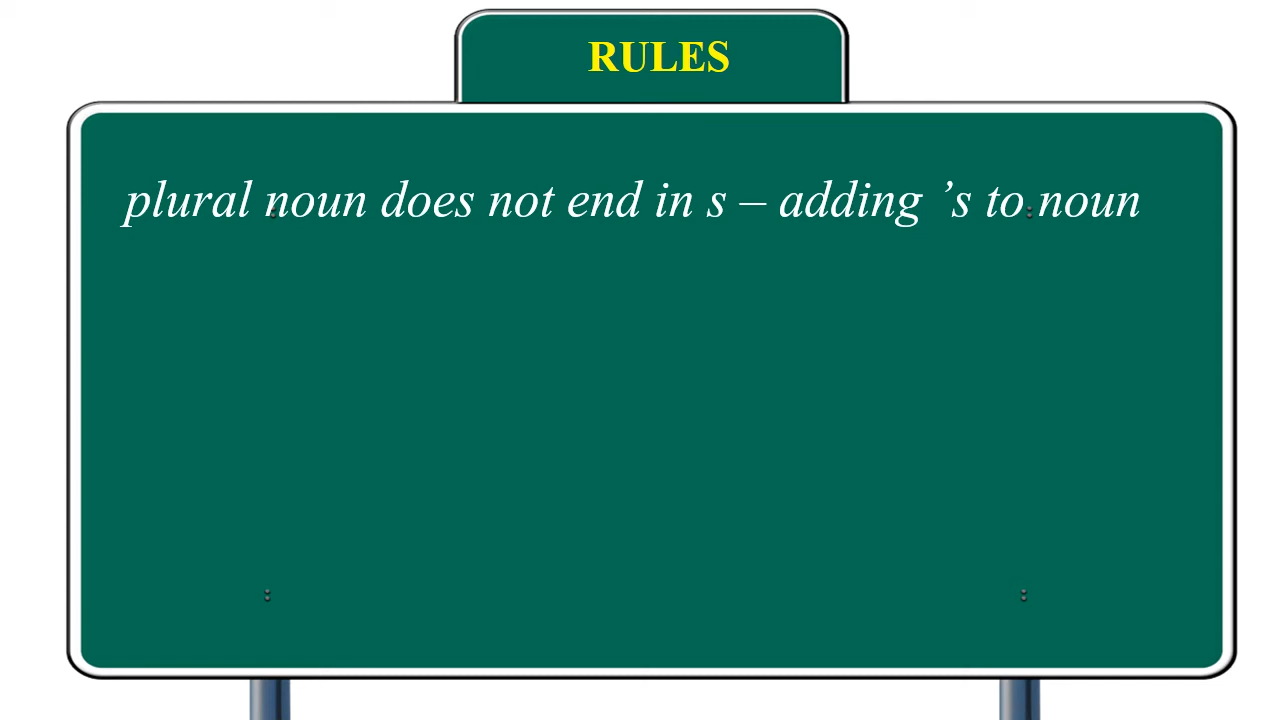 RULES
plural noun does not end in s – adding ’s to noun